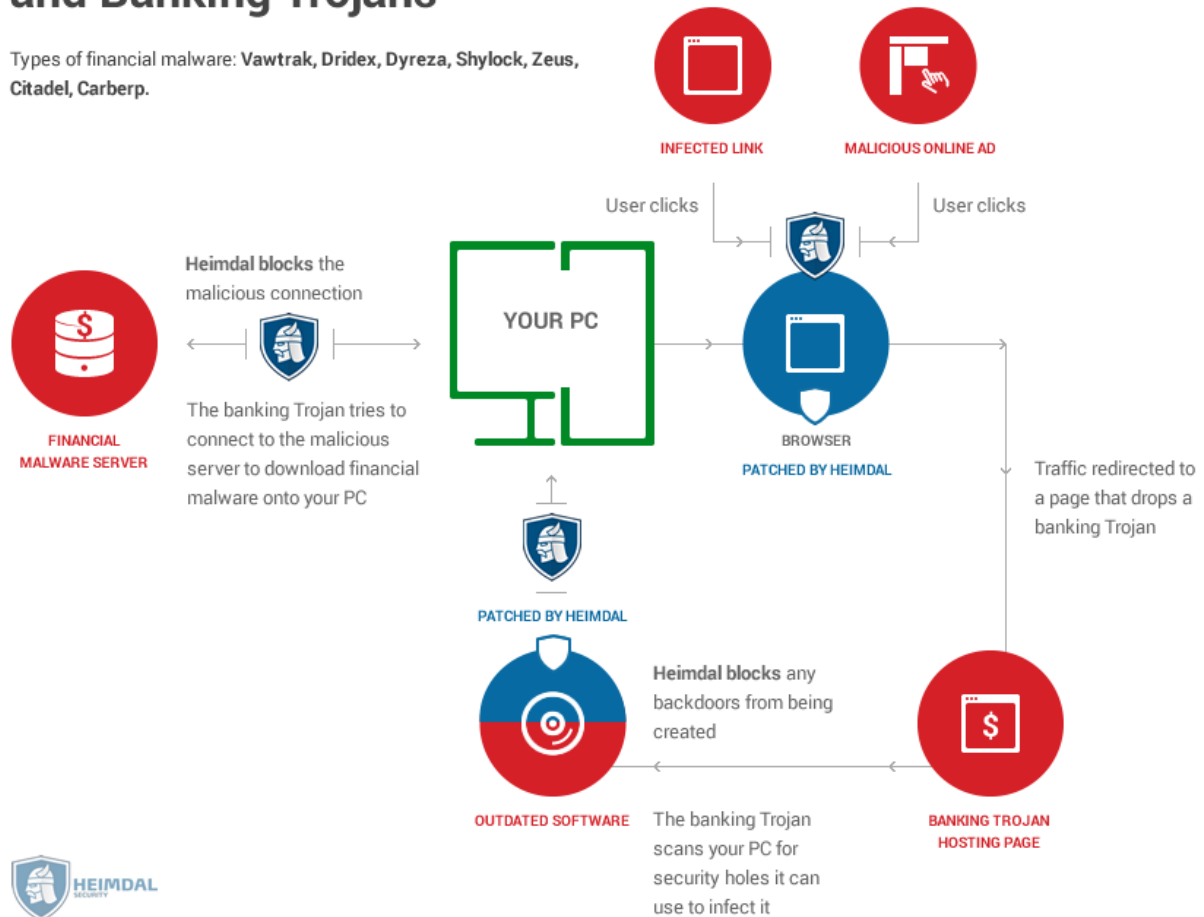 and Banking Trojans
Types of financial malware: Vawtrak, Dridex, Dyreza, Shylock, Zeus,
Citadel, Carberp.
INFECTED LINK
MALICIOUS ONLINE AD
User clicks
User clicks
Heimdal blocks the
malicious connection
YOUR PC
The banking Trojan tries to
connect to the malicious
server to download financial
malware onto your PC
FINANCIAL
MALWARE SERVER
BROWSER
PATCHED BY HEIMDAL
Traffic redirected to
a page that drops a
banking Trojan
PATCHED BY HEIMDAL
Heimdal blocks any
backdoors from being
created
OUTDATED SOFTWARE
The banking Trojan
scans your PC for
security holes it can
use to infect it
BANKING TROJAN
HOSTING PAGE
HEIMDAL
SECURITY